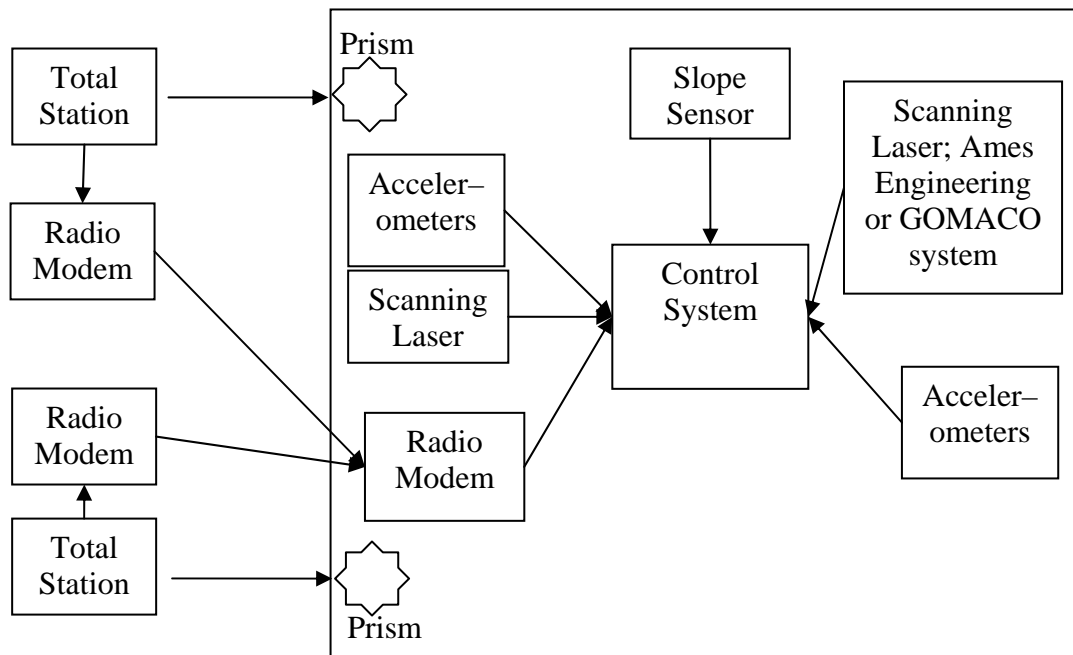 Total
Station
Prism
Slope
Sensor
Scanning
Laser; Ames
Engineering
or GOMACO
system
Acceler–
ometers
Radio
Modem
Scanning
Laser
Control
System
Radio
Modem
Radio
Modem
Acceler–
ometers
Total
Station
Prism